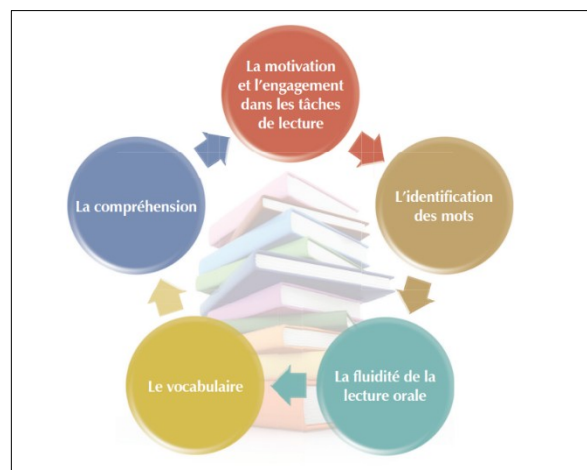 La motivation
et l'engagement
dans les tâches
de lecture
L'identification
des mots
La fluidité de la
lecture orale
Le vocabulaire
La compréhension